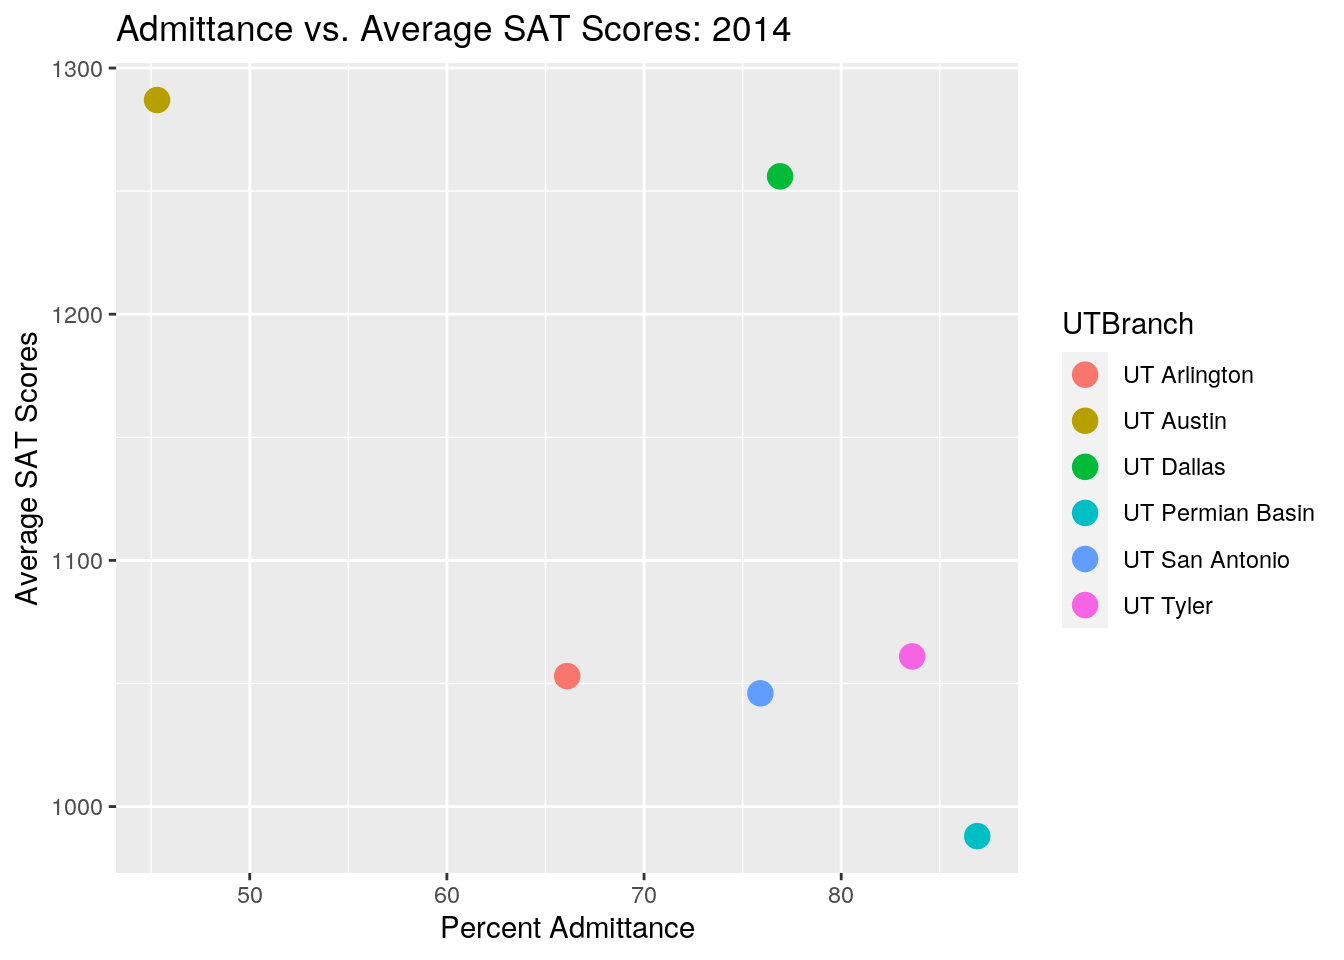 Admittance vs. Average SAT Scores: 2014
1300
1200
1100
1000
Average SAT Scores
50 60 70 80
Percent Admittance
UTBranch
UT Arlington
UT Austin
UT Dallas
UT Permian Basin
UT San Antonio
UT Tyler